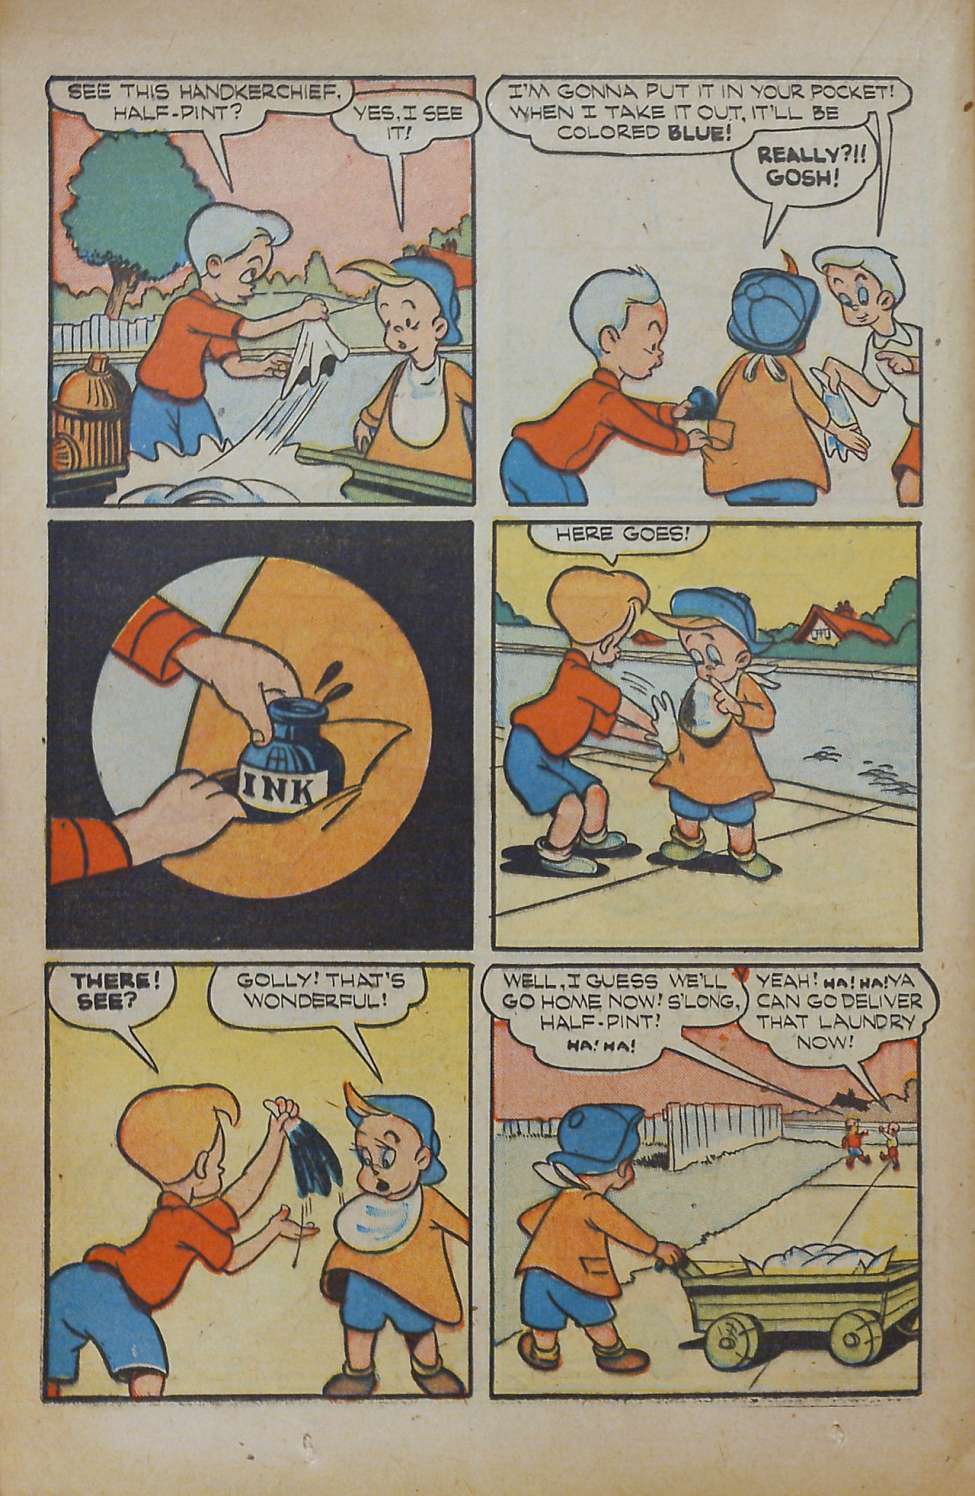 SEE THIS HANDKERCHIEF,
HALF-PINT?
YES, I SEE
IT!
I'M GONNA PUT IT IN YOUR POCKET!
WHEN I TAKE IT OUT, IT'LL BE
COLORED BLUE!
REALLY?!!
GOSH!
INK
HERE GOES!
THERE!
SEE?
GOLLY! THAT'S
WONDERFUL!
WELL, I GUESS WE'LL
GO HOME NOW! S'LONG,
HALF-PINT!
HA! HA!
YEAH! HA! HA! YA
CAN GO DELIVER
THAT LAUNDRY
NOW!